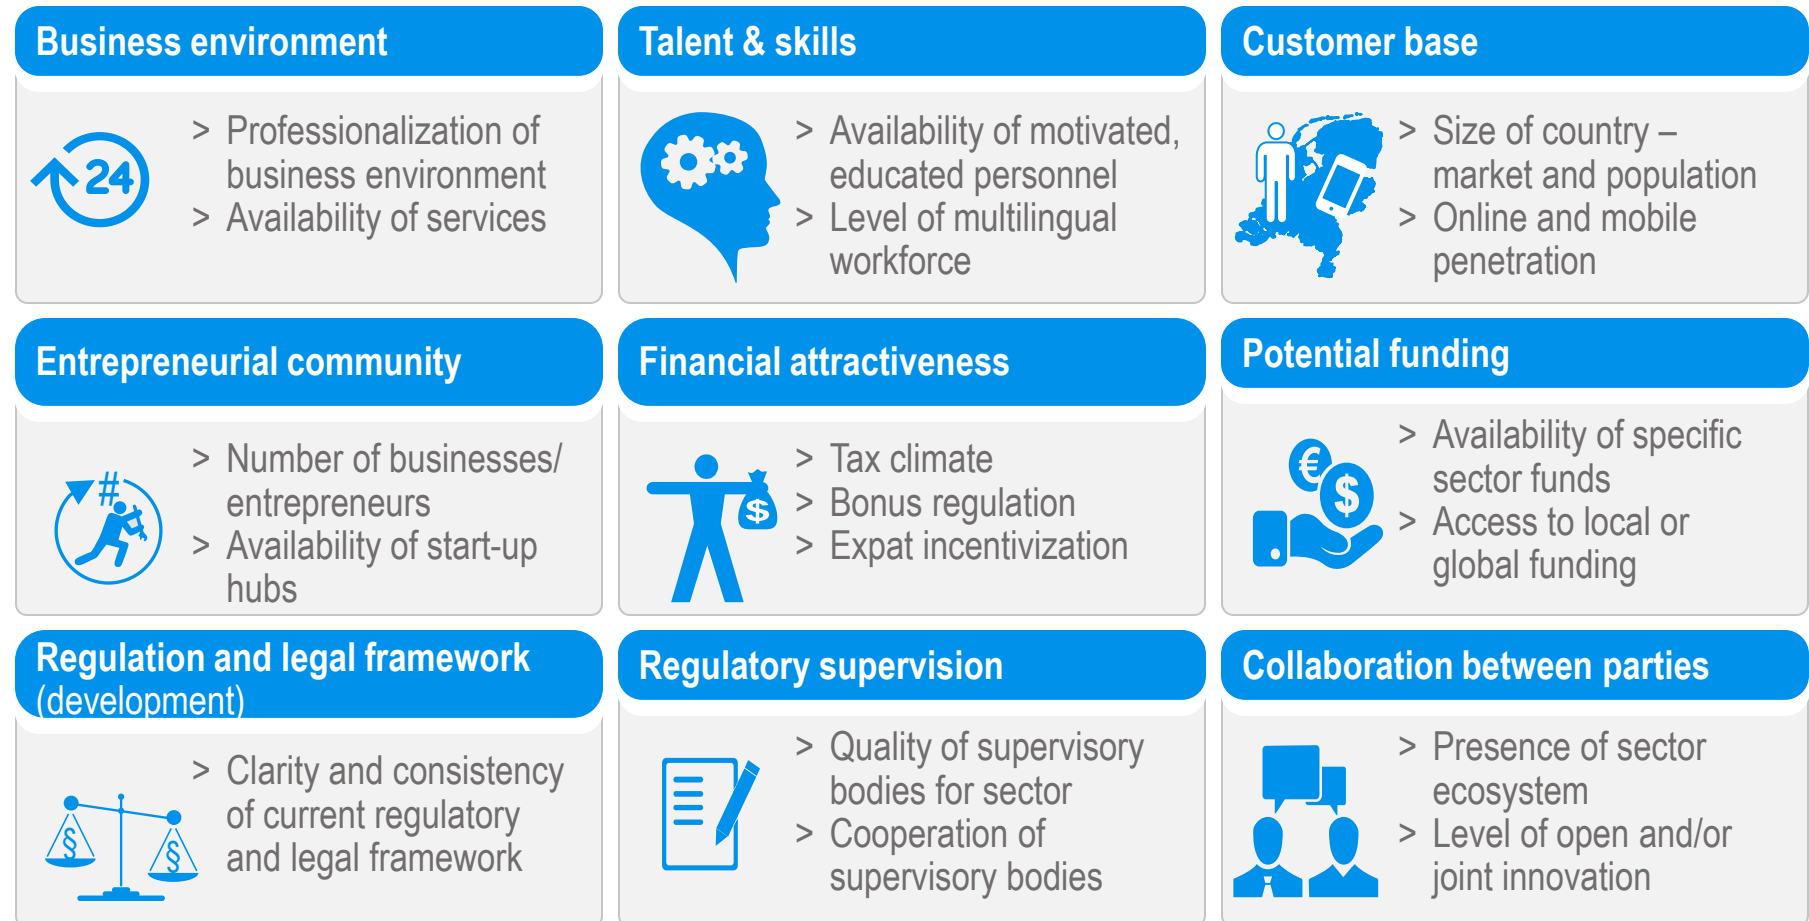 Business environment
24
> Professionalization of
business environment
> Availability of services
Talent & skills
> Availability of motivated,
educated personnel
> Level of multilingual
workforce
Customer base
> Size of country –
market and population
> Online and mobile
penetration
Entrepreneurial community
#
> Number of businesses/
entrepreneurs
> Availability of start-up
hubs
Financial attractiveness
$
> Tax climate
> Bonus regulation
> Expat incentivization
Potential funding
€
$
> Availability of specific
sector funds
> Access to local or
global funding
Regulation and legal framework
(development)
§ §
> Clarity and consistency
of current regulatory
and legal framework
Regulatory supervision
> Quality of supervisory
bodies for sector
> Cooperation of
supervisory bodies
Collaboration between parties
> Presence of sector
ecosystem
> Level of open and/or
joint innovation